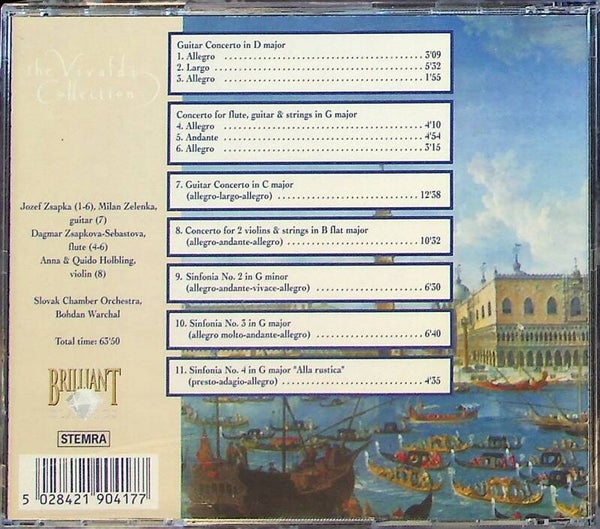 the Vivaldi
Collection
Guitar Concerto in D major
1. Allegro ........ 3'09
2. Largo ........ 5'32
3. Allegro ........ 1'55
Concerto for flute, guitar & strings in G major
4. Allegro ........ 4'10
5. Andante ........ 4'54
6. Allegro ........ 3'15
7. Guitar Concerto in C major
(allegro-largo-allegro) ........ 12'38
8. Concerto for 2 violins & strings in B flat major
(allegro-andante-allegro) ........ 10'32
9. Sinfonia No. 2 in G minor
(allegro-andante-vivace-allegro) ........ 6'30
10. Sinfonia No. 3 in G major
(allegro molto-andante-allegro) ........ 6'40
11. Sinfonia No. 4 in G major "Alla rustica"
(presto-adagio-allegro) ........ 4'35
Jozef Zsapka (1-6), Milan Zelenka,
guitar (7)
Dagmar Zsapkova-Sebastova,
flute (4-6)
Anna & Quido Holbling,
violin (8)
Slovak Chamber Orchestra,
Bohdan Warchal
Total time: 63'50
BRILLIANT
STEMRA
5 028421 904177